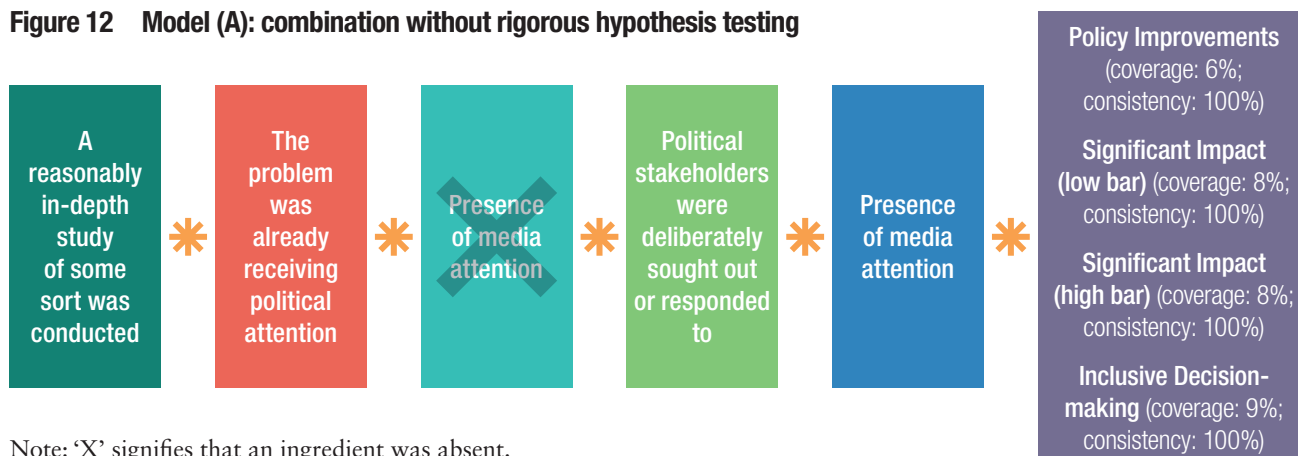 Figure 12 Model (A): combination without rigorous hypothesis testing
A
reasonably
in-depth
study
of some
sort was
conducted
The
problem
was
already
receiving
political
attention
Presence
of media
attention
Political
stakeholders
were
deliberately
sought out
or responded
to
Presence
of media
attention
Policy Improvements
(coverage: 6%;
consistency: 100%)
Significant Impact
(low bar) (coverage: 8%;
consistency: 100%)
Significant Impact
(high bar) (coverage: 8%;
consistency: 100%)
Inclusive Decision-
making (coverage: 9%;
consistency: 100%)
Note: ‘X’ signifies that an ingredient was absent.